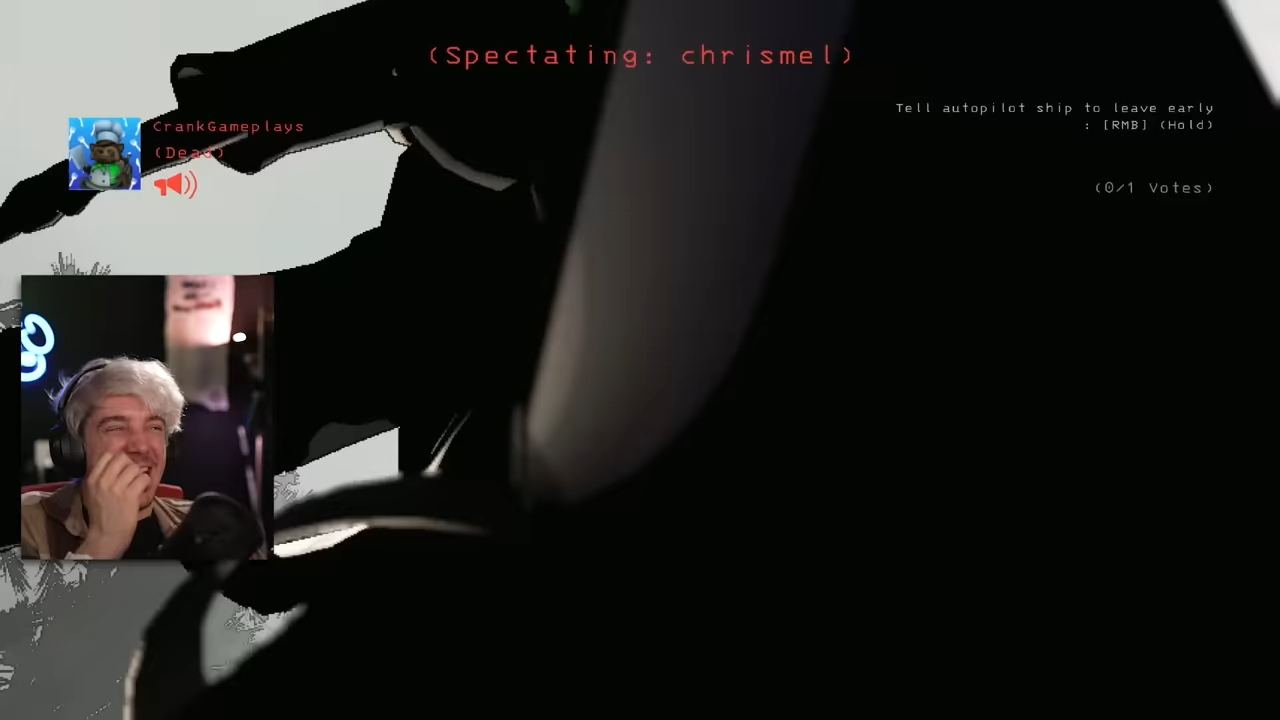 (Spectating: chrismel)
CrankGameplays
(Dead)
Tell autopilot ship to leave early
: [RMB] (Hold)
(0/1 Votes)